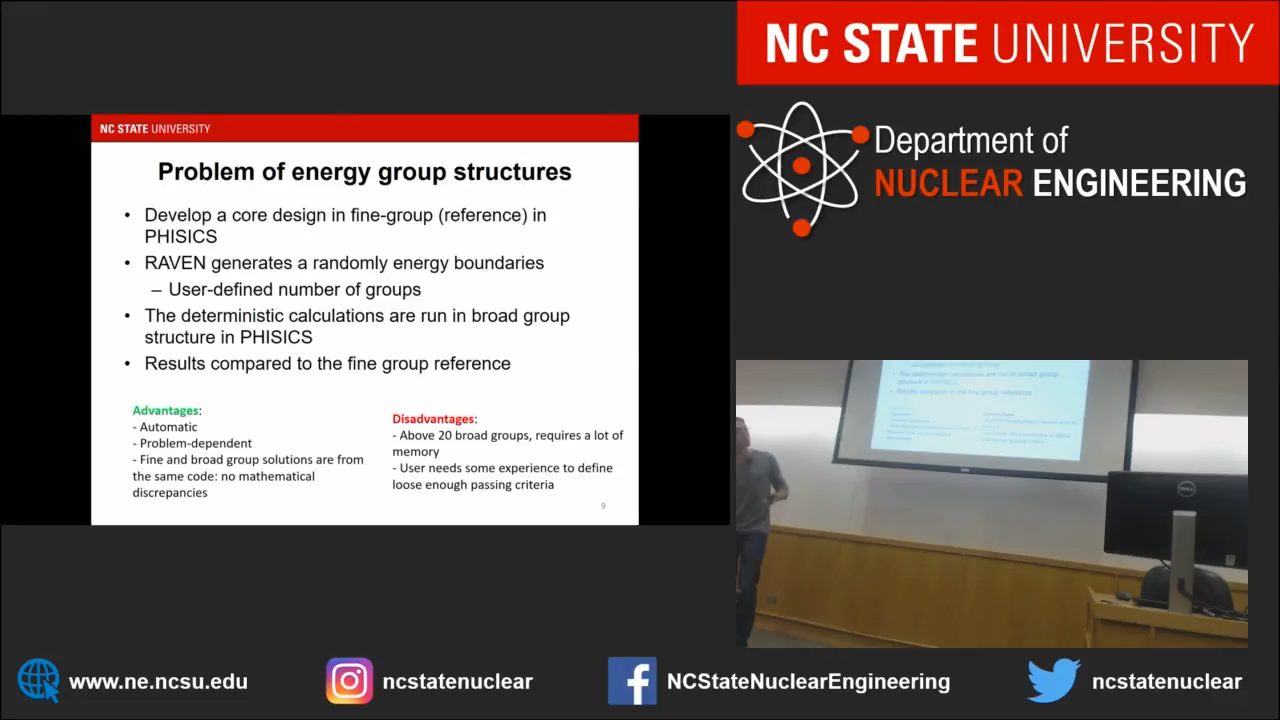 NC STATE UNIVERSITY
Department of
NUCLEAR ENGINEERING
NC STATE UNIVERSITY
Problem of energy group structures
• Develop a core design in fine-group (reference) in
PHISICS
• RAVEN generates a randomly energy boundaries
– User-defined number of groups
• The deterministic calculations are run in broad group
structure in PHISICS
• Results compared to the fine group reference
Advantages:
- Automatic
- Problem-dependent
- Fine and broad group solutions are from
the same code: no mathematical
discrepancies
Disadvantages:
- Above 20 broad groups, requires a lot of
memory
- User needs some experience to define
loose enough passing criteria
9
DELL
www.ne.ncsu.edu
ncstatenuclear
NCStateNuclearEngineering
ncstatenuclear